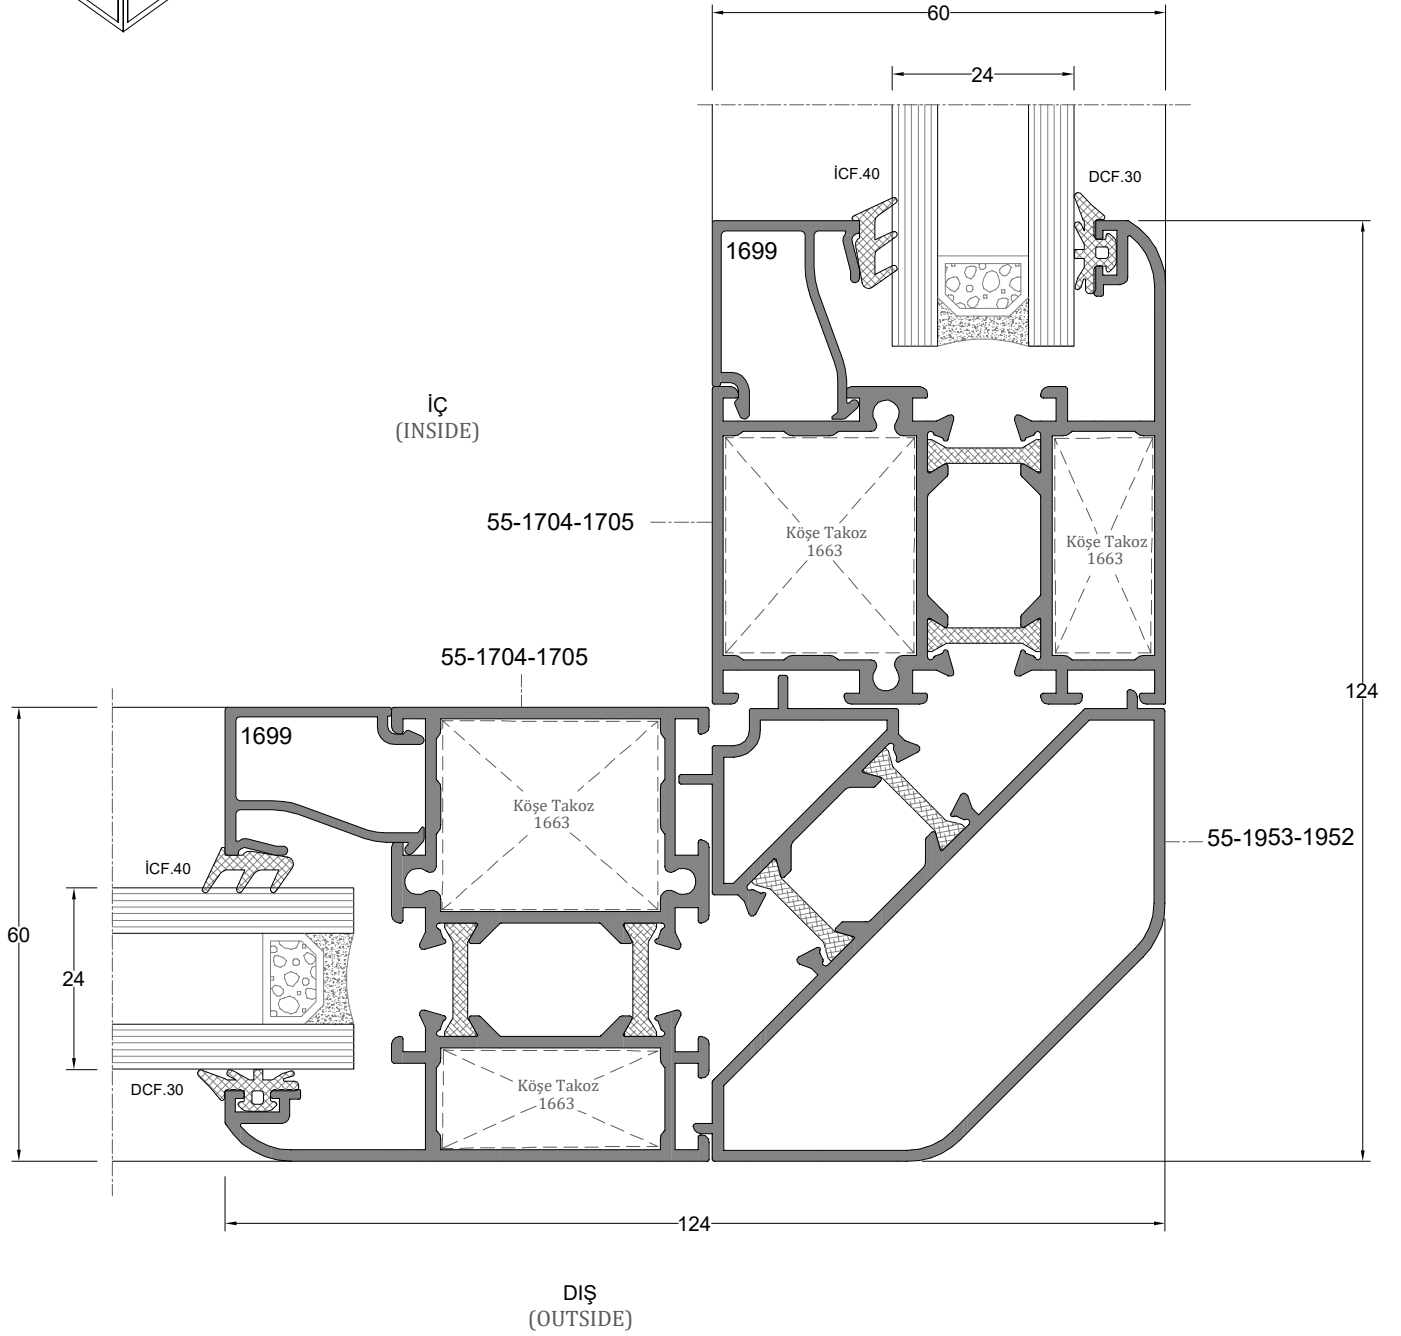 60
24
İCF.40
DCF.30
1699
İÇ
(INSIDE)
55-1704-1705
Köşe Takoz
1663
Köşe Takoz
1663
55-1704-1705
124
1699
Köşe Takoz
1663
55-1953-1952
İCF.40
60
24
DCF.30
Köşe Takoz
1663
124
DIŞ
(OUTSIDE)